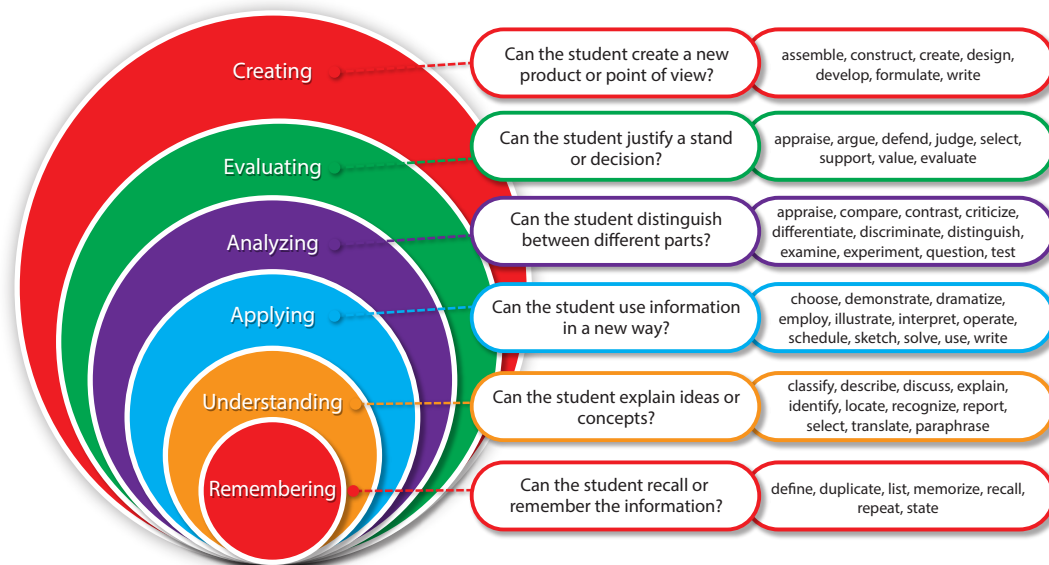 Creating
Can the student create a new
product or point of view?
assemble, construct, create, design,
develop, formulate, write
Evaluating
Can the student justify a stand
or decision?
appraise, argue, defend, judge, select,
support, value, evaluate
Analyzing
Can the student distinguish
between different parts?
appraise, compare, contrast, criticize,
differentiate, discriminate, distinguish,
examine, experiment, question, test
Applying
Can the student use information
in a new way?
choose, demonstrate, dramatize,
employ, illustrate, interpret, operate,
schedule, sketch, solve, use, write
Understanding
Can the student explain ideas or
concepts?
classify, describe, discuss, explain,
identify, locate, recognize, report,
select, translate, paraphrase
Remembering
Can the student recall or
remember the information?
define, duplicate, list, memorize, recall,
repeat, state